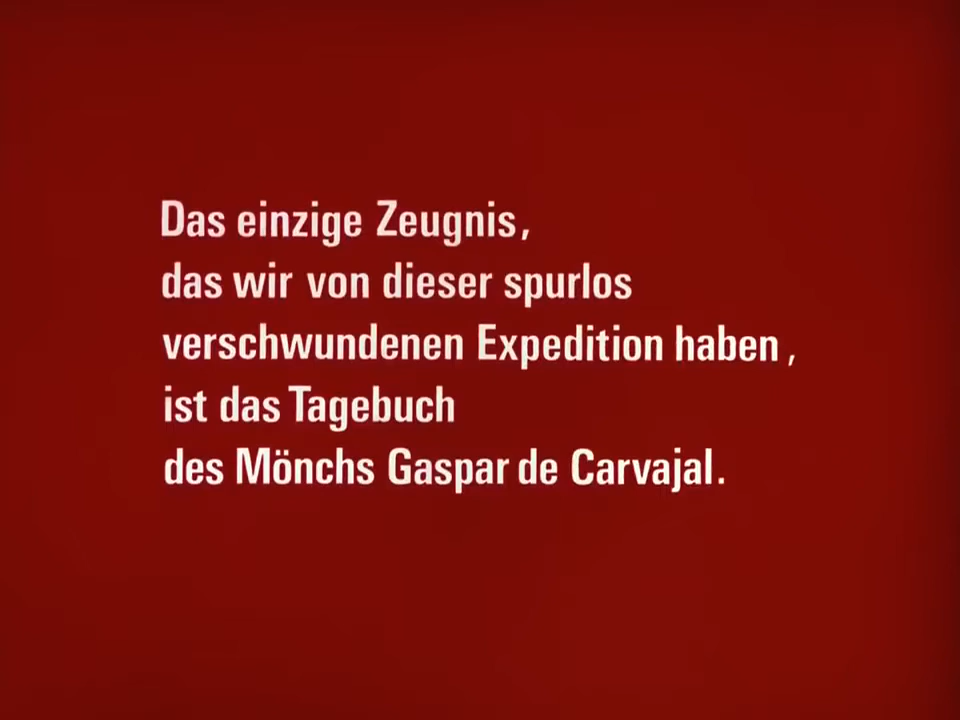 Das einzige Zeugnis,
das wir von dieser spurlos
verschwundenen Expedition haben,
ist das Tagebuch
des Mönchs Gaspar de Carvajal.